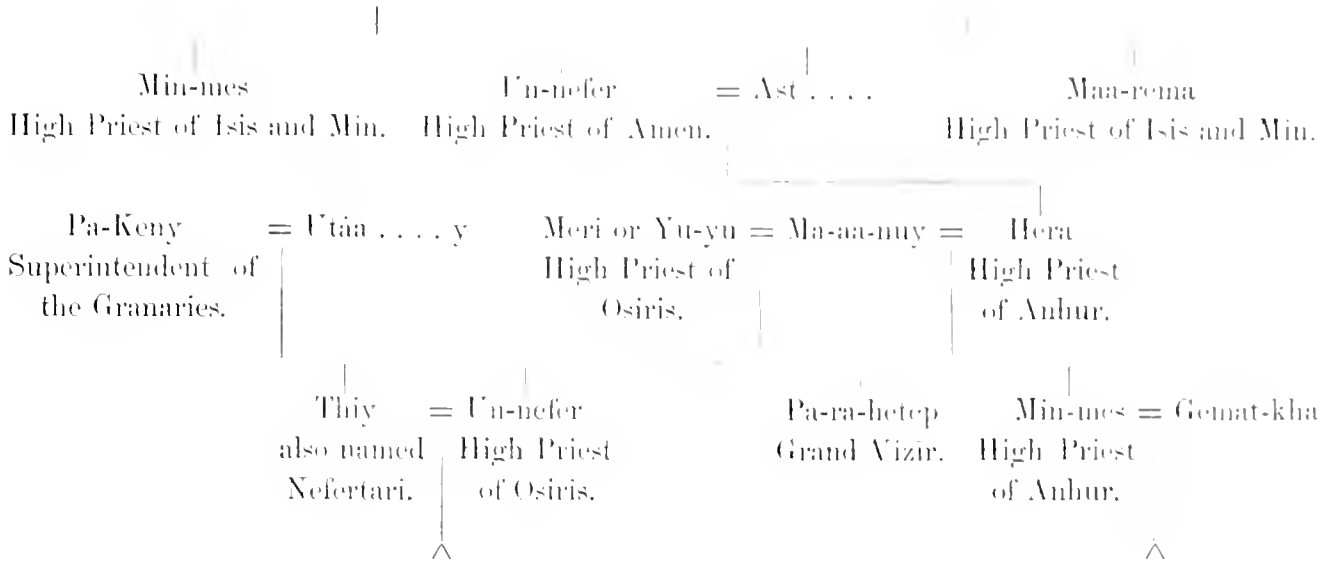 Min-mes Un-nefer = Ast . . . . Maa-rema
High Priest of Isis and Min. High Priest of Amen. High Priest of Isis and Min.
Pa-Keny = Utaa . . . . y Meri or Yu-yu = Ma-aa-nuy = Hera
Superintendent of High Priest of High Priest
the Granaries. Osiris. of Anhur.
Thiy = Un-nefer Pa-ra-hetep Min-mes = Gemat-kha
also named High Priest Grand Vizir. High Priest
Nefertari. of Osiris. of Anhur.